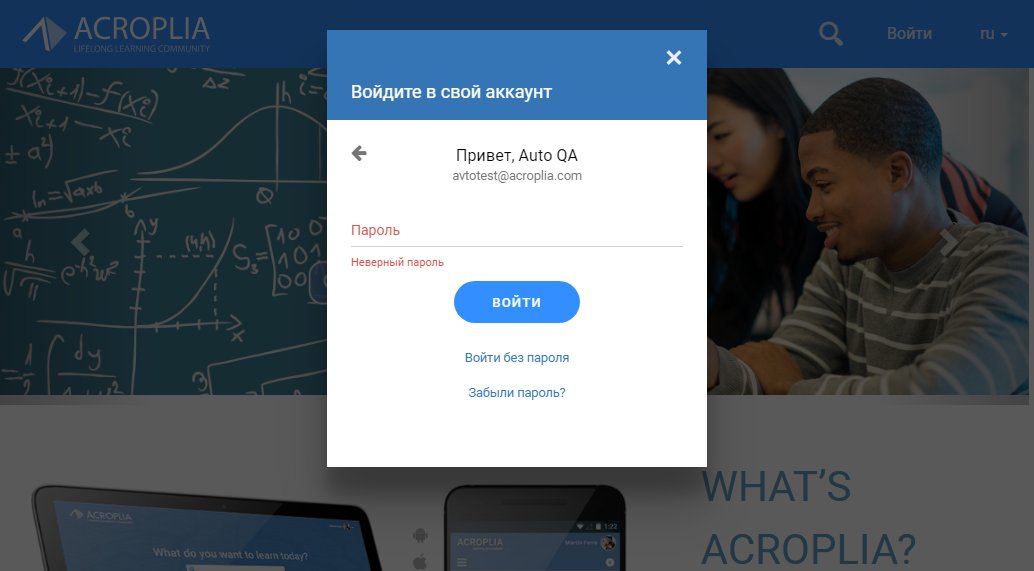 ACROPLIA
LIFELONG LEARNING COMMUNITY
Войти
ru
Войдите в свой аккаунт
Привет, Auto QA
avtotest@acroplia.com
Пароль
Неверный пароль
ВОЙТИ
Войти без пароля
Забыли пароль?
WHAT'S
ACROPLIA?
ACROPLIA
What do you want to learn today?
1:22
ACROPLIA